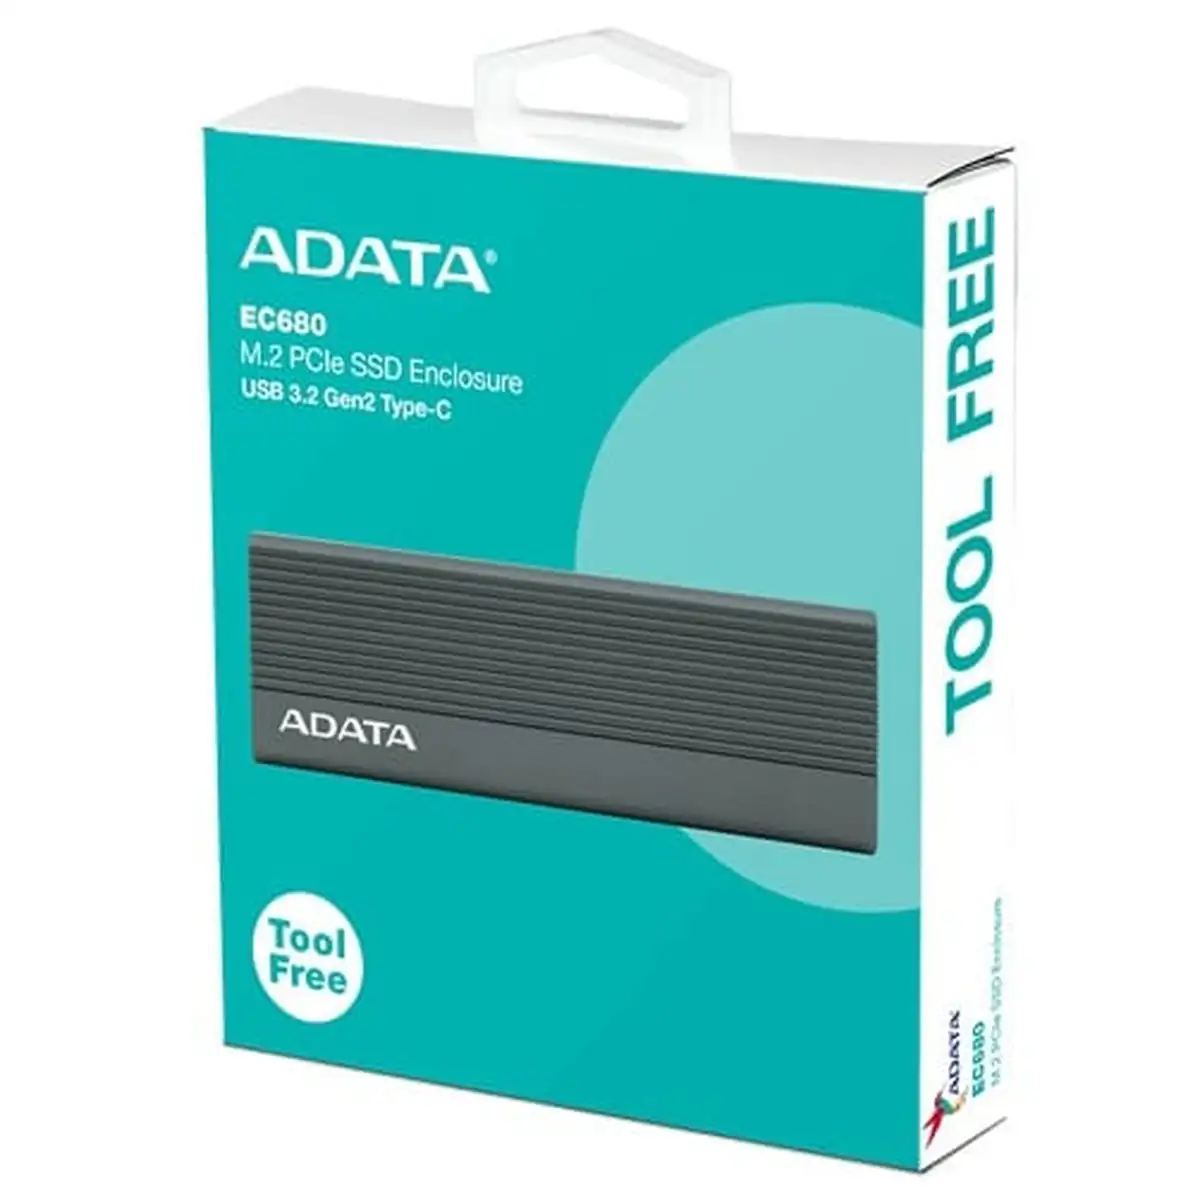 ADATA®
EC680
M.2 PCIe SSD Enclosure
USB 3.2 Gen2 Type-C
ADATA
Tool
Free
TOOL FREE
ADATA
EC680
M.2 PCIe SSD Enclosure